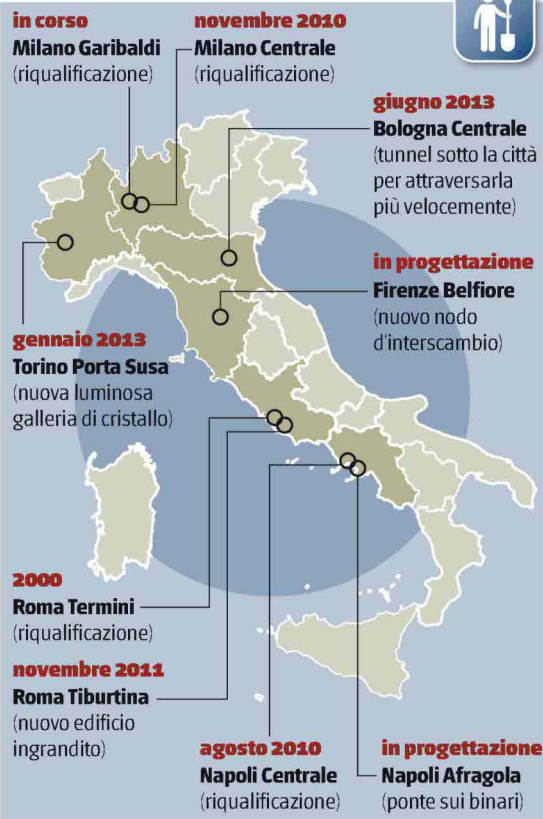 in corso
Milano Garibaldi
(riqualificazione)
novembre 2010
Milano Centrale
(riqualificazione)
giugno 2013
Bologna Centrale
(tunnel sotto la città
per attraversarla
più velocemente)
in progettazione
Firenze Belfiore
(nuovo nodo
d'interscambio)
gennaio 2013
Torino Porta Susa
(nuova luminosa
galleria di cristallo)
2000
Roma Termini
(riqualificazione)
novembre 2011
Roma Tiburtina
(nuovo edificio
ingrandito)
agosto 2010
Napoli Centrale
(riqualificazione)
in progettazione
Napoli Afragola
(ponte sui binari)